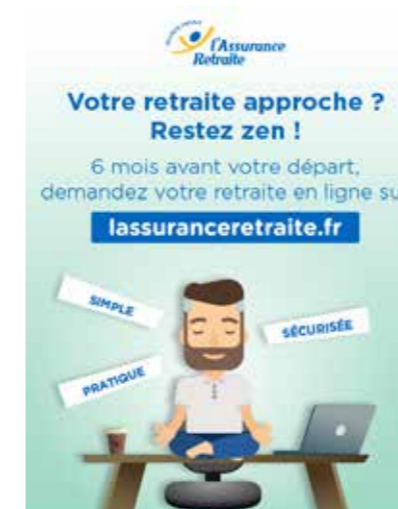 l'Assurance
Retraite
Votre retraite approche ?
Restez zen !
6 mois avant votre départ,
demandez votre retraite en ligne su
lassuranceretraite.fr
SIMPLE
SÉCURISÉE
PRATIQUE